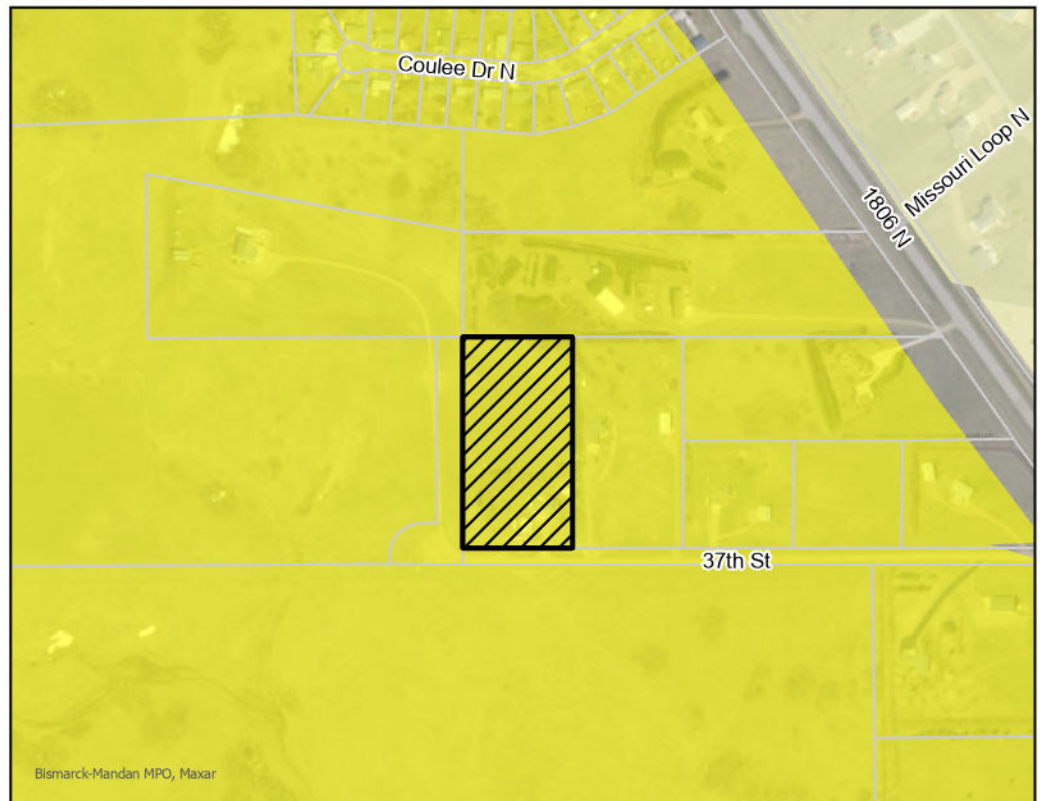 Coulee Dr N
Missouri Loop N
1806 N
37th St
Bismarck-Mandan MPO, Maxar